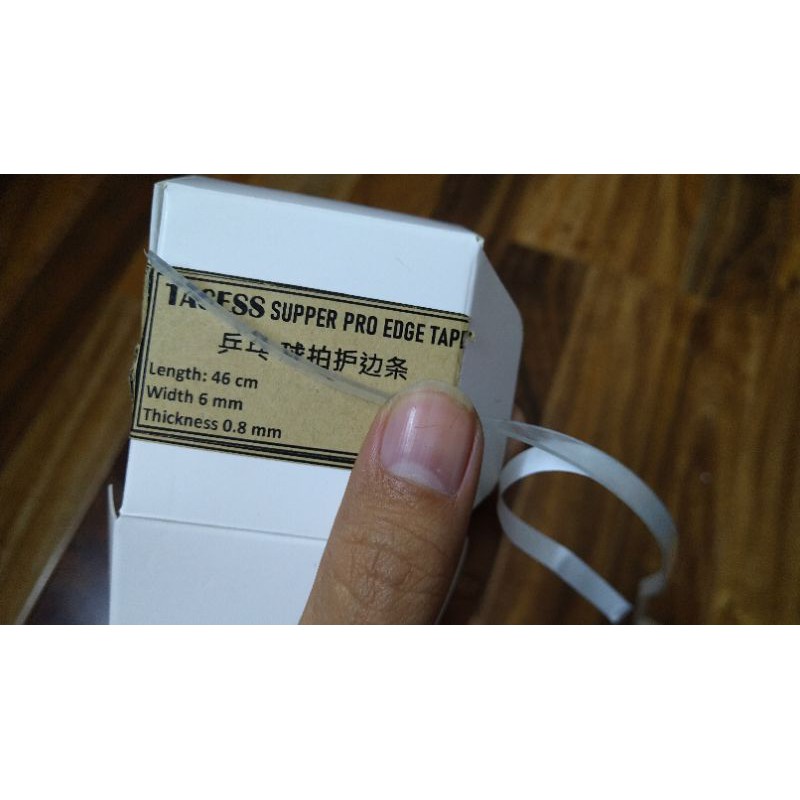 TACESS SUPPER PRO EDGE TAPE
乒乓球拍护边条
Length: 46 cm
Width 6 mm
Thickness 0.8 mm